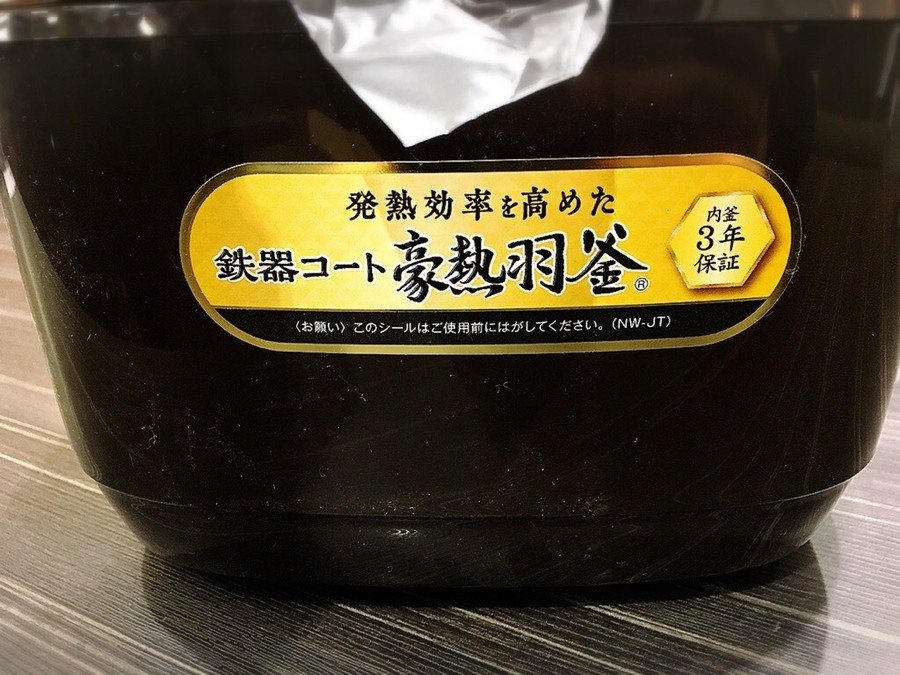 発熱効率を高めた
鉄器コート豪熱羽釜®
内釜
3年
保証
〈お願い〉このシールはご使用前にはがしてください。(NW-JT)